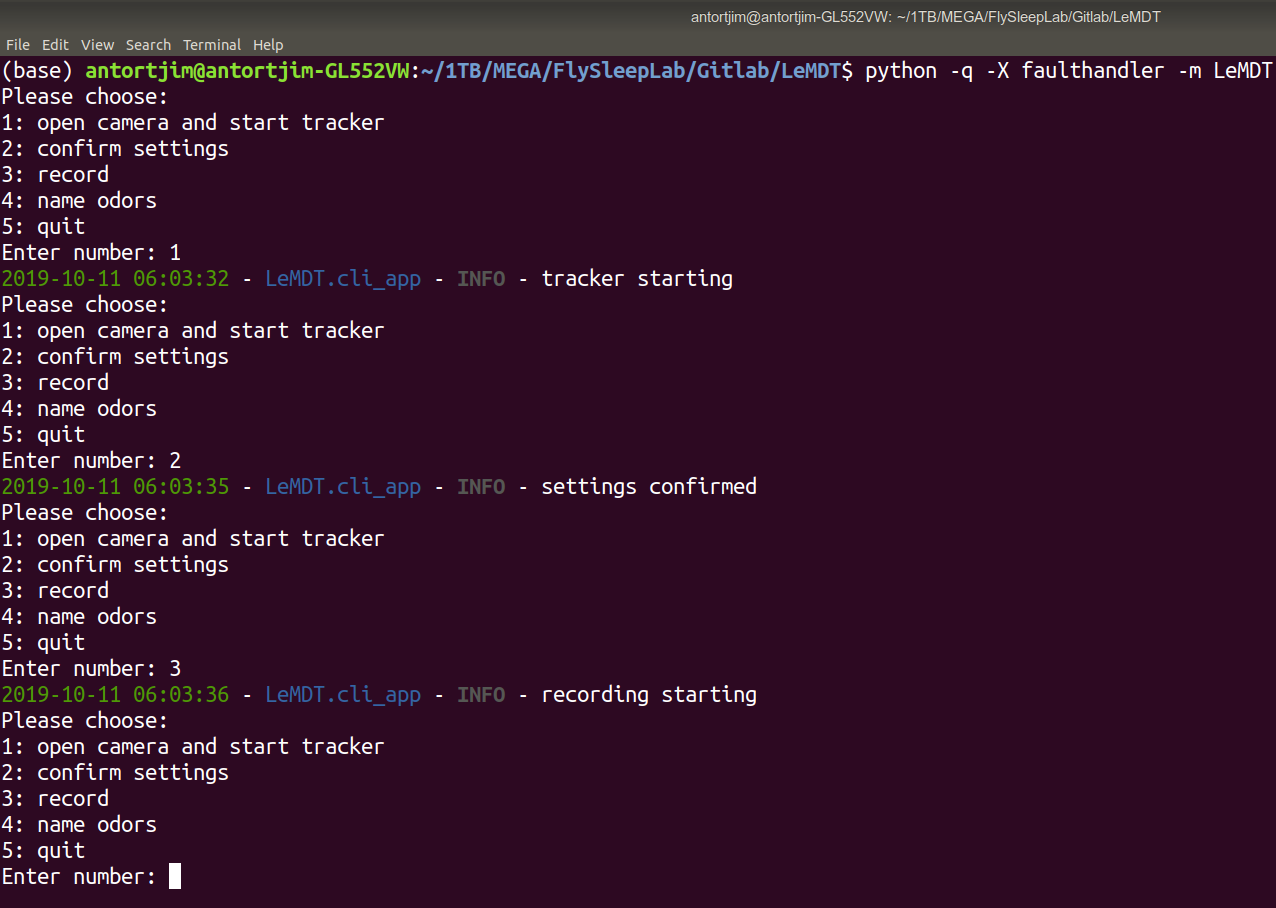 antortjim@antortjim-GL552VW: ~/1TB/MEGA/FlySleepLab/Gitlab/LeMDT
File Edit View Search Terminal Help
(base) antortjim@antortjim-GL552VW:~/1TB/MEGA/FlySleepLab/Gitlab/LeMDT$ python -q -X faulthandler -m LeMDT
Please choose:
1: open camera and start tracker
2: confirm settings
3: record
4: name odors
5: quit
Enter number: 1
2019-10-11 06:03:32 - LeMDT.cli_app - INFO - tracker starting
Please choose:
1: open camera and start tracker
2: confirm settings
3: record
4: name odors
5: quit
Enter number: 2
2019-10-11 06:03:35 - LeMDT.cli_app - INFO - settings confirmed
Please choose:
1: open camera and start tracker
2: confirm settings
3: record
4: name odors
5: quit
Enter number: 3
2019-10-11 06:03:36 - LeMDT.cli_app - INFO - recording starting
Please choose:
1: open camera and start tracker
2: confirm settings
3: record
4: name odors
5: quit
Enter number: